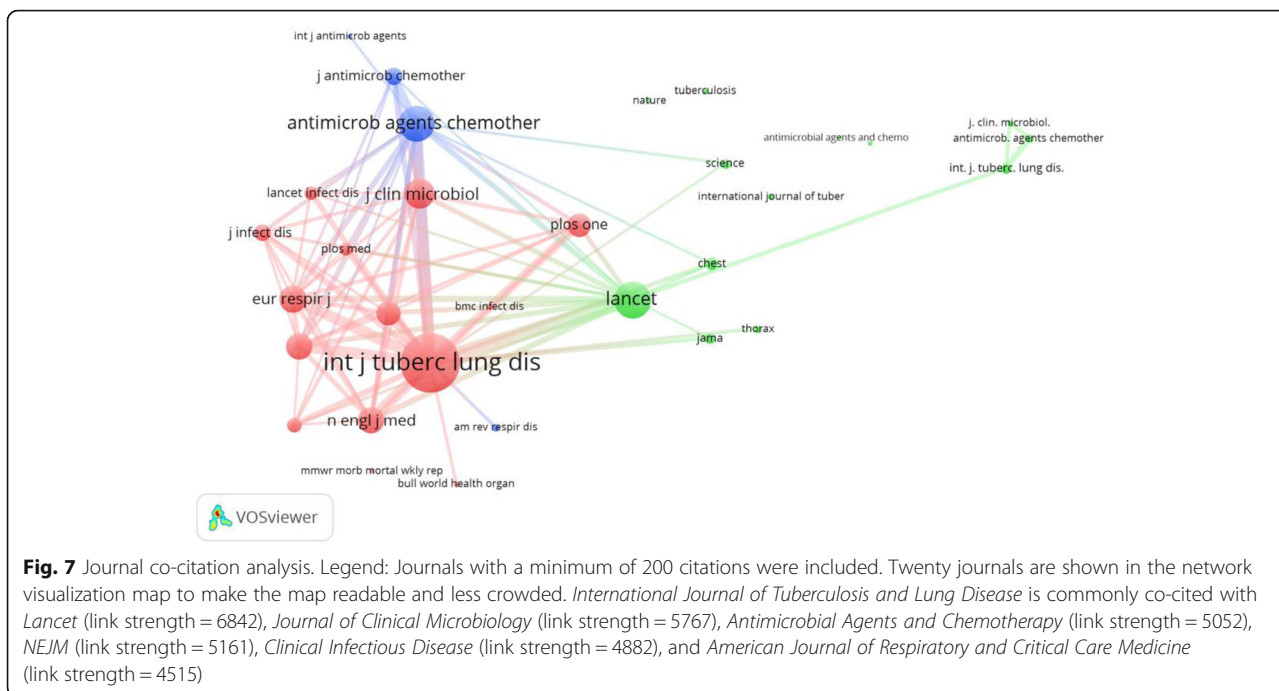 int j antimicrob agents
j antimicrob chemother
tuberculosis
nature
antimicrob agents chemother
j. clin. microbiol.
antimicrobial agents and chemo
antimicrob. agents chemother
science
int. j. tuberc. lung dis.
lancet infect dis
j clin microbiol
international journal of tuber
plos one
j infect dis
plos med
chest
eur respir j
lancet
bmc infect dis
thorax
jama
int j tuberc lung dis
n engl j med
am rev respir dis
mmwr morb mortal wkly rep
bull world health organ
VOSviewer
Fig. 7 Journal co-citation analysis. Legend: Journals with a minimum of 200 citations were included. Twenty journals are shown in the network
visualization map to make the map readable and less crowded. International Journal of Tuberculosis and Lung Disease is commonly co-cited with
Lancet (link strength = 6842), Journal of Clinical Microbiology (link strength = 5767), Antimicrobial Agents and Chemotherapy (link strength = 5052),
NEJM (link strength = 5161), Clinical Infectious Disease (link strength = 4882), and American Journal of Respiratory and Critical Care Medicine
(link strength = 4515)